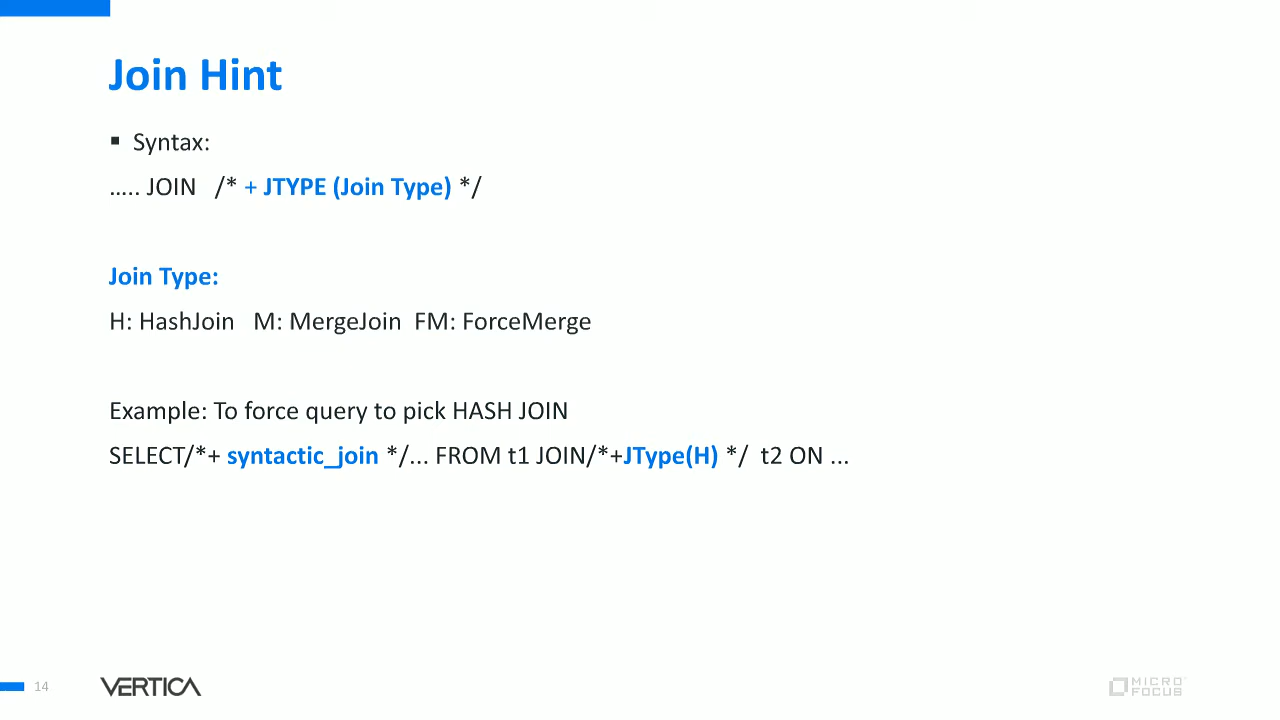 Join Hint
▪ Syntax:
..... JOIN /* + JTYPE (Join Type) */
Join Type:
H: HashJoin M: MergeJoin FM: ForceMerge
Example: To force query to pick HASH JOIN
SELECT/*+ syntactic_join */... FROM t1 JOIN/*+JType(H) */ t2 ON ...
14
VERTICA
MICRO
FOCUS